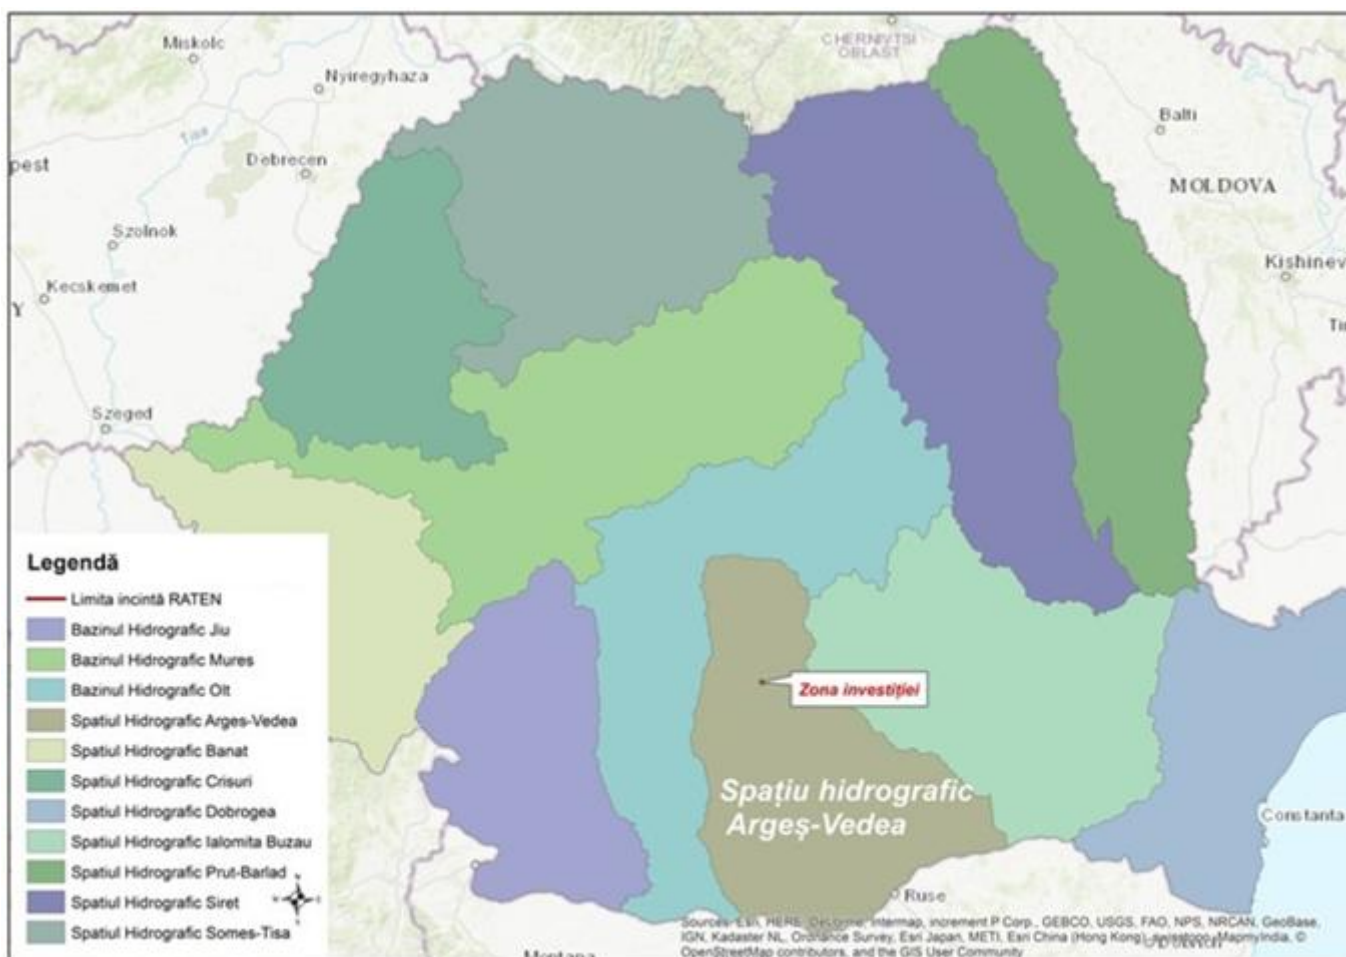 Miskolc
CHERNIVTSI
OBLAST
Nyiregyhaza
Balti
Tisa
pest
Debrecen
MOLDOVA
Szolnok
Kishinev
Kecskemet
Y
Szeged
Legendă
Limita incintă RATEN
Bazinul Hidrografic Jiu
Bazinul Hidrografic Mures
Bazinul Hidrografic Olt
Spatiul Hidrografic Arges-Vedea
Spatiul Hidrografic Banat
Spatiul Hidrografic Crisuri
Spatiul Hidrografic Dobrogea
Spatiul Hidrografic Ialomita Buzau
Spatiul Hidrografic Prut-Barlad
Spatiul Hidrografic Siret
Spatiul Hidrografic Somes-Tisa
Zona investiției
Spațiu hidrografic
Argeș-Vedea
Constanta
Ruse
Montana
Sources: Esri, HERE, DeLorme, Intermap, increment P Corp., GEBCO, USGS, FAO, NPS, NRCAN, GeoBase,
IGN, Kadaster NL, Ordnance Survey, Esri Japan, METI, Esri China (Hong Kong), swisstopo, MapmyIndia, ©
OpenStreetMap contributors, and the GIS User Community